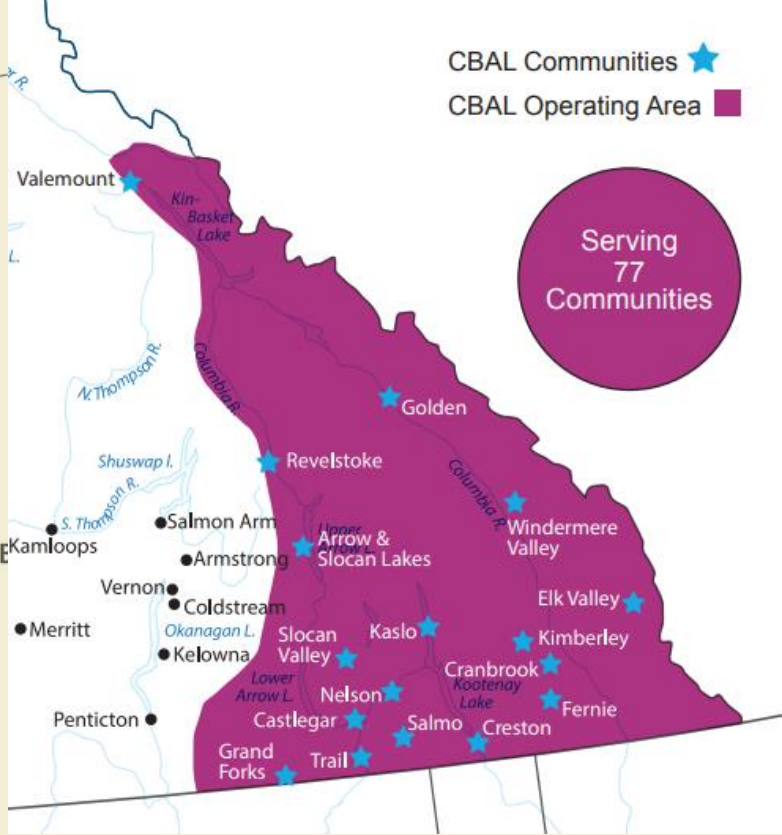 CBAL Communities
CBAL Operating Area
er R.
Valemount
Kin-
Basket
Lake
Serving
77
Communities
L.
N. Thompson R.
Columbia R.
Golden
Shuswap l.
Revelstoke
Columbia R.
S. Thompson R.
Salmon Arm
Windermere
Valley
Kamloops
Upper
Arrow L.
Arrow &
Slocan Lakes
Armstrong
Vernon
Coldstream
Elk Valley
Merritt
Okanagan L.
Slocan
Valley
Kaslo
Kimberley
Kelowna
Cranbrook
Lower
Arrow L.
Nelson
Kootenay
Lake
Fernie
Penticton
Castlegar
Salmo
Creston
Grand
Forks
Trail